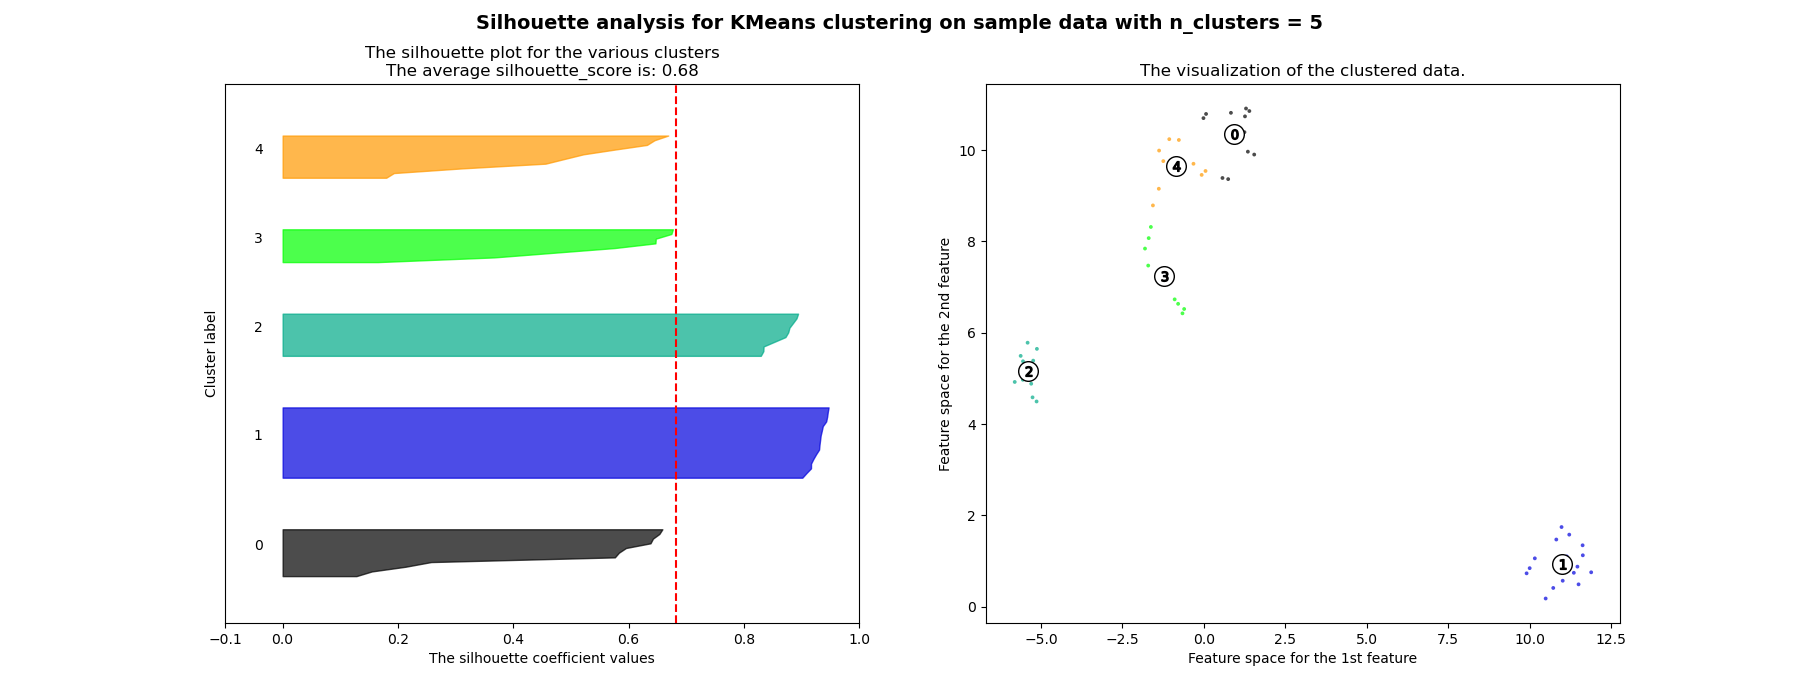 Silhouette analysis for KMeans clustering on sample data with n_clusters = 5
The silhouette plot for the various clusters
The average silhouette_score is: 0.68
4
3
2
1
0
Cluster label
−0.1 0.0 0.2 0.4 0.6 0.8 1.0
The silhouette coefficient values
The visualization of the clustered data.
10
8
6
4
2
0
Feature space for the 2nd feature
0
4
3
2
1
−5.0 −2.5 0.0 2.5 5.0 7.5 10.0 12.5
Feature space for the 1st feature